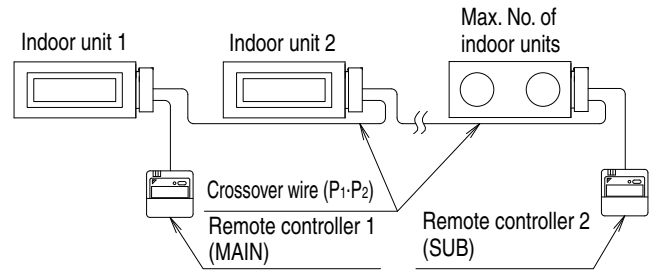 Indoor unit 1
Indoor unit 2
Max. No. of
indoor units
Crossover wire (P₁·P₂)
Remote controller 1
(MAIN)
Remote controller 2
(SUB)